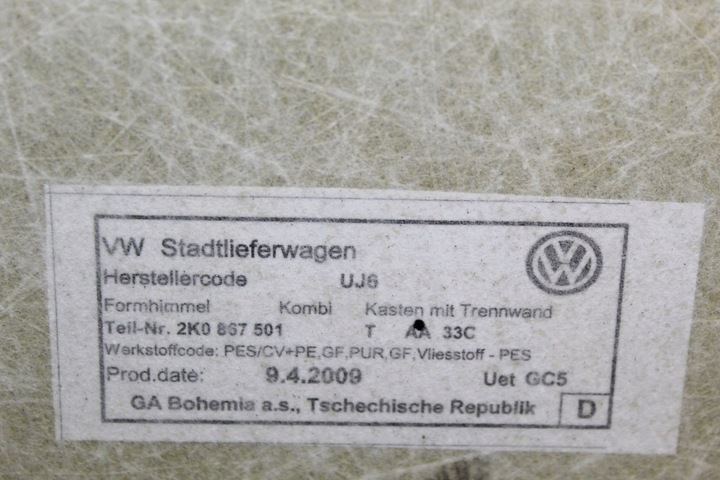 VW Stadtlieferwagen
Herstellercode UJ6
Formhimmel Kombi Kasten mit Trennwand
Teil-Nr. 2K0 867 501 T AA 33C
Werkstoffcode: PES/CV+PE,GF,PUR,GF,Vliesstoff - PES
Prod.date: 9.4.2009 Uet GC5
GA Bohemia a.s., Tschechische Republik D